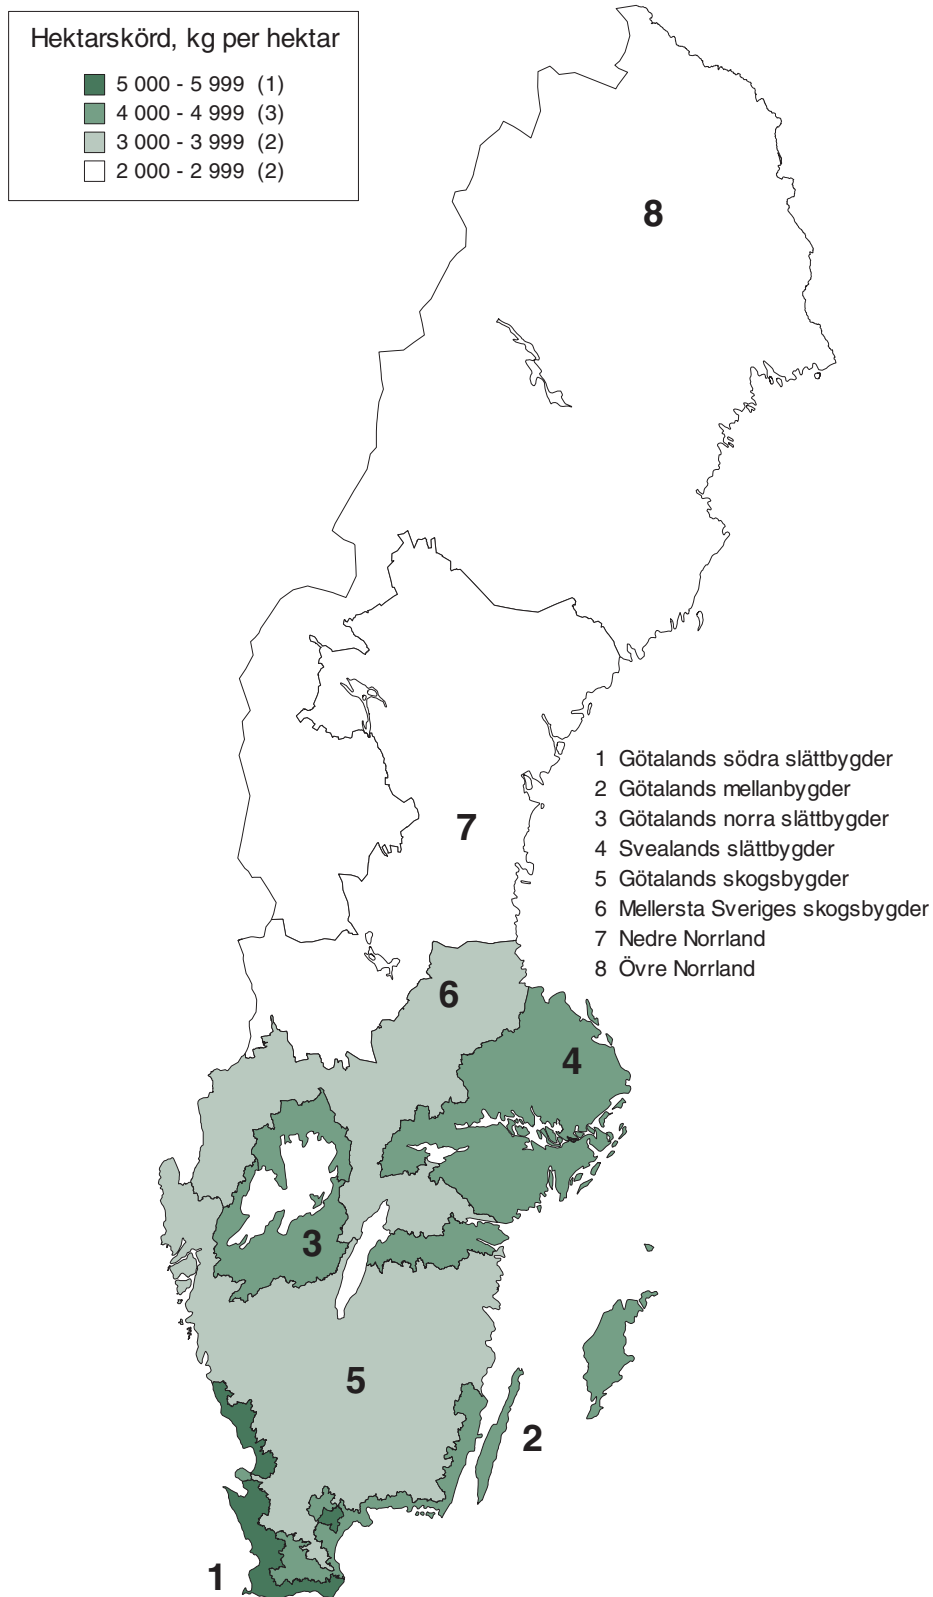 Hektarskörd, kg per hektar
5 000 - 5 999 (1)
4 000 - 4 999 (3)
3 000 - 3 999 (2)
2 000 - 2 999 (2)
8
1 Götalands södra slättbygder
2 Götalands mellanbygder
3 Götalands norra slättbygder
4 Svealands slättbygder
5 Götalands skogsbygder
6 Mellersta Sveriges skogsbygder
7 Nedre Norrland
8 Övre Norrland
7
6
4
3
5
2
1